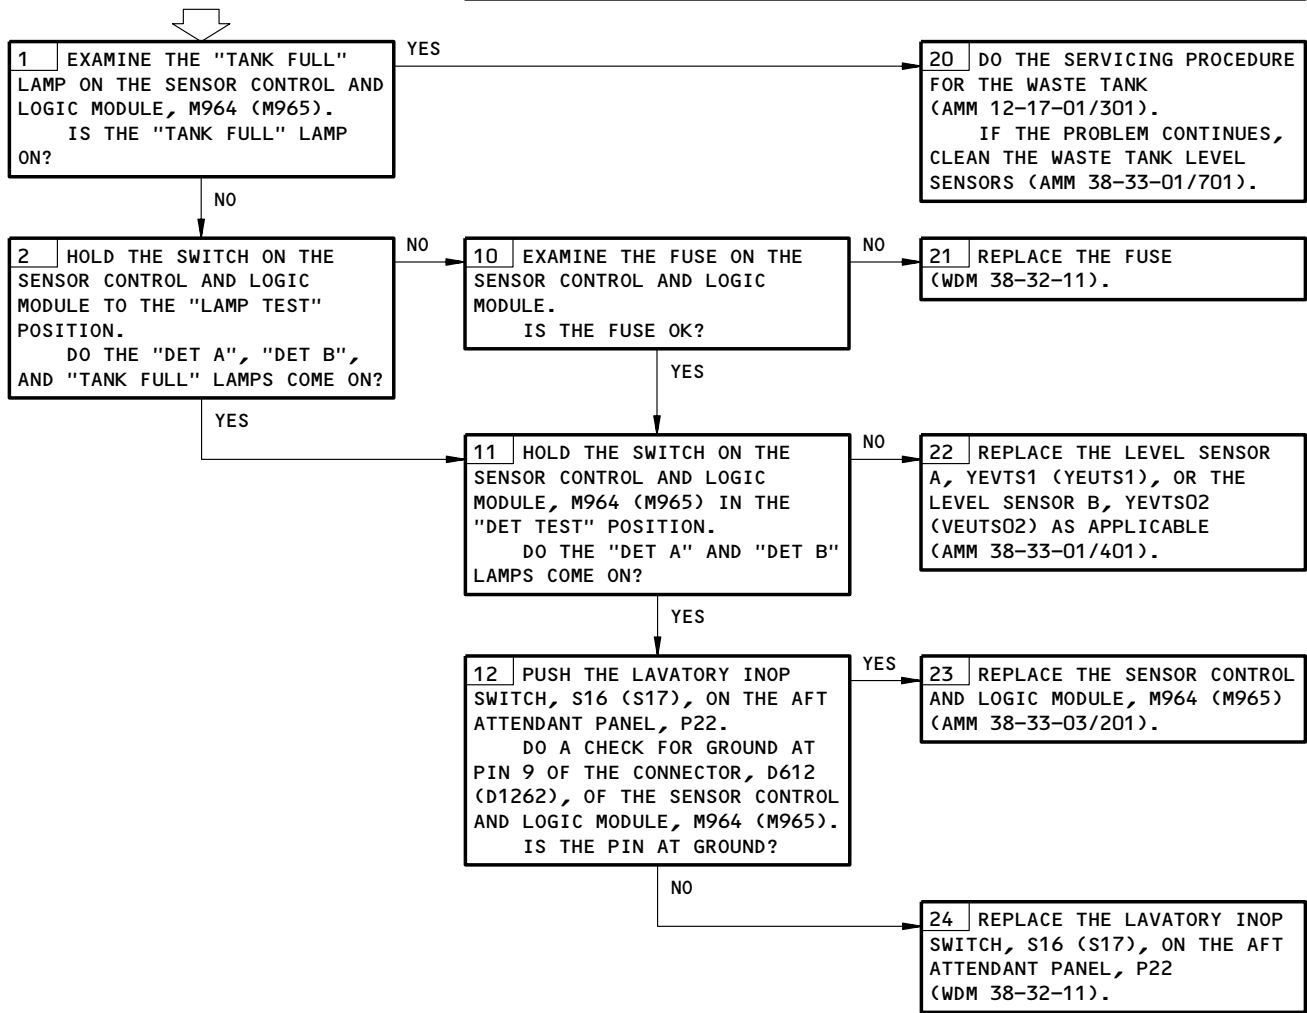 1 EXAMINE THE "TANK FULL"
LAMP ON THE SENSOR CONTROL AND
LOGIC MODULE, M964 (M965).
IS THE "TANK FULL" LAMP
ON?
YES
20 DO THE SERVICING PROCEDURE
FOR THE WASTE TANK
(AMM 12-17-01/301).
IF THE PROBLEM CONTINUES,
CLEAN THE WASTE TANK LEVEL
SENSORS (AMM 38-33-01/701).
NO
2 HOLD THE SWITCH ON THE
SENSOR CONTROL AND LOGIC
MODULE TO THE "LAMP TEST"
POSITION.
DO THE "DET A", "DET B",
AND "TANK FULL" LAMPS COME ON?
NO
10 EXAMINE THE FUSE ON THE
SENSOR CONTROL AND LOGIC
MODULE.
IS THE FUSE OK?
NO
21 REPLACE THE FUSE
(WDM 38-32-11).
YES
YES
11 HOLD THE SWITCH ON THE
SENSOR CONTROL AND LOGIC
MODULE, M964 (M965) IN THE
"DET TEST" POSITION.
DO THE "DET A" AND "DET B"
LAMPS COME ON?
NO
22 REPLACE THE LEVEL SENSOR
A, YEVTS1 (YEUTS1), OR THE
LEVEL SENSOR B, YEVTS02
(VEUTS02) AS APPLICABLE
(AMM 38-33-01/401).
YES
12 PUSH THE LAVATORY INOP
SWITCH, S16 (S17), ON THE AFT
ATTENDANT PANEL, P22.
DO A CHECK FOR GROUND AT
PIN 9 OF THE CONNECTOR, D612
(D1262), OF THE SENSOR CONTROL
AND LOGIC MODULE, M964 (M965).
IS THE PIN AT GROUND?
YES
23 REPLACE THE SENSOR CONTROL
AND LOGIC MODULE, M964 (M965)
(AMM 38-33-03/201).
NO
24 REPLACE THE LAVATORY INOP
SWITCH, S16 (S17), ON THE AFT
ATTENDANT PANEL, P22
(WDM 38-32-11).